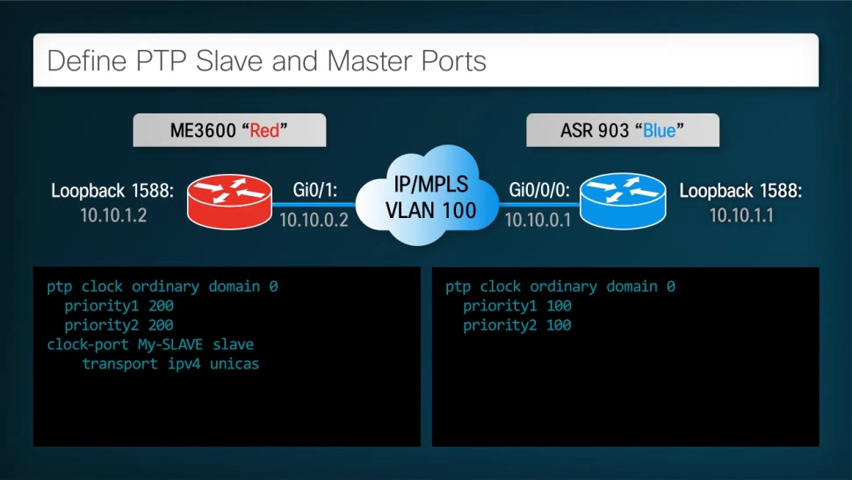 Define PTP Slave and Master Ports
ME3600 “Red”
ASR 903 “Blue”
Loopback 1588:
10.10.1.2
Gi0/1:
10.10.0.2
IP/MPLS
VLAN 100
Gi0/0/0:
10.10.0.1
Loopback 1588:
10.10.1.1
ptp clock ordinary domain 0
priority1 200
priority2 200
clock-port My-SLAVE slave
transport ipv4 unicas
ptp clock ordinary domain 0
priority1 100
priority2 100